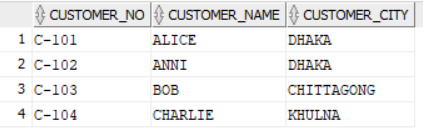 CUSTOMER_NO CUSTOMER_NAME CUSTOMER_CITY
1 C-101 ALICE DHAKA
2 C-102 ANNI DHAKA
3 C-103 BOB CHITTAGONG
4 C-104 CHARLIE KHULNA